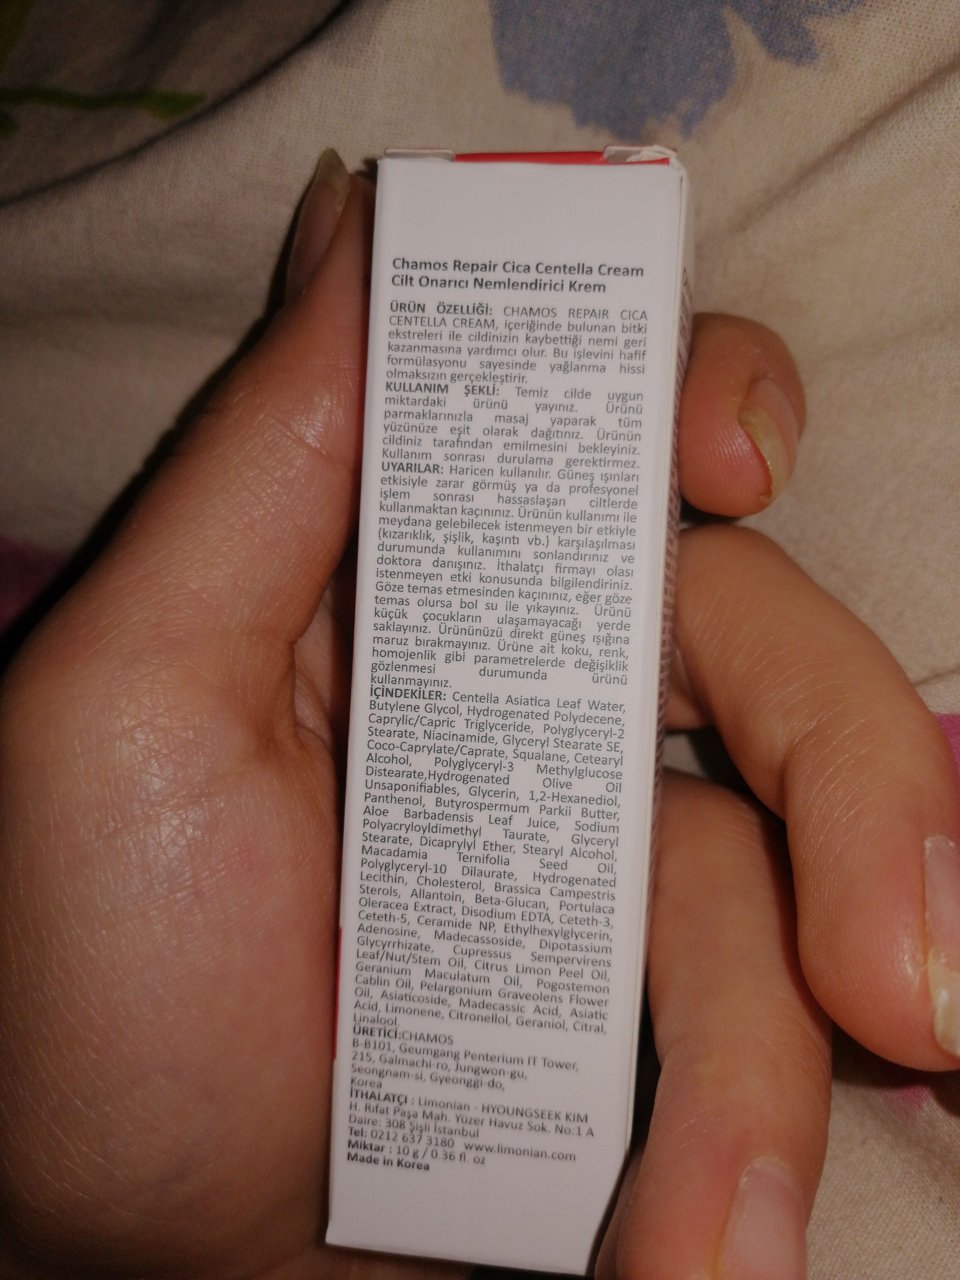 Chamos Repair Cica Centella Cream
Cilt Onarıcı Nemlendirici Krem
ÜRÜN ÖZELLİĞİ: CHAMOS REPAIR CICA
CENTELLA CREAM, içeriğinde bulunan bitki
ekstreleri ile cildinizin kaybettiği nemi geri
kazanmasına yardımcı olur. Bu işlevini hafif
formülasyonu sayesinde yağlanma hissi
olmaksızın gerçekleştirir.
KULLANIM ŞEKLİ: Temiz cilde uygun
miktardaki ürünü yayınız. Ürünü
parmaklarınızla masaj yaparak tüm
yüzünüze eşit olarak dağıtınız. Ürünün
cildiniz tarafından emilmesini bekleyiniz.
Kullanım sonrası durulama gerektirmez.
UYARILAR: Haricen kullanılır. Güneş ışınları
etkisiyle zarar görmüş ya da profesyonel
işlem sonrası hassaslaşan ciltlerde
kullanmaktan kaçınınız. Ürünün kullanımı ile
meydana gelebilecek istenmeyen bir etkiyle
(kızarıklık, şişlik, kaşıntı vb.) karşılaşılması
durumunda kullanımını sonlandırınız ve
doktora danışınız. İthalatçı firmayı olası
istenmeyen etki konusunda bilgilendiriniz.
Göze temas etmesinden kaçınınız, eğer göze
temas olursa bol su ile yıkayınız. Ürünü
küçük çocukların ulaşamayacağı yerde
saklayınız. Ürününüzü direkt güneş ışığına
maruz bırakmayınız. Ürüne ait koku, renk,
homojenlik gibi parametrelerde değişiklik
gözlenmesi durumunda ürünü
kullanmayınız.
İÇİNDEKİLER: Centella Asiatica Leaf Water,
Butylene Glycol, Hydrogenated Polydecene,
Caprylic/Capric Triglyceride, Polyglyceryl-2
Stearate, Niacinamide, Glyceryl Stearate SE,
Coco-Caprylate/Caprate, Squalane, Cetearyl
Alcohol, Polyglyceryl-3 Methylglucose
Distearate,Hydrogenated Olive Oil
Unsaponifiables, Glycerin, 1,2-Hexanediol,
Panthenol, Butyrospermum Parkii Butter,
Aloe Barbadensis Leaf Juice, Sodium
Polyacryloyldimethyl Taurate, Glyceryl
Stearate, Dicaprylyl Ether, Stearyl Alcohol,
Macadamia Ternifolia Seed Oil,
Polyglyceryl-10 Dilaurate, Hydrogenated
Lecithin, Cholesterol, Brassica Campestris
Sterols, Allantoin, Beta-Glucan, Portulaca
Oleracea Extract, Disodium EDTA, Ceteth-3,
Ceteth-5, Ceramide NP, Ethylhexylglycerin,
Adenosine, Madecassoside, Dipotassium
Glycyrrhizate, Cupressus Sempervirens
Leaf/Nut/Stem Oil, Citrus Limon Peel Oil,
Geranium Maculatum Oil, Pogostemon
Cablin Oil, Pelargonium Graveolens Flower
Oil, Asiaticoside, Madecassic Acid, Asiatic
Acid, Limonene, Citronellol, Geraniol, Citral,
Linalool.
ÜRETİCİ:CHAMOS
B-B101, Geumgang Penterium IT Tower,
215, Galmachi-ro, Jungwon-gu,
Seongnam-si, Gyeonggi-do,
Korea
İTHALATÇI : Limonian - HYOUNGSEEK KIM
H. Rıfat Paşa Mah. Yüzer Havuz Sok. No:1 A
Daire: 308 Şişli İstanbul
Tel: 0212 637 3180 www.limonian.com
Miktar : 10 g / 0.36 fl. oz
Made in Korea